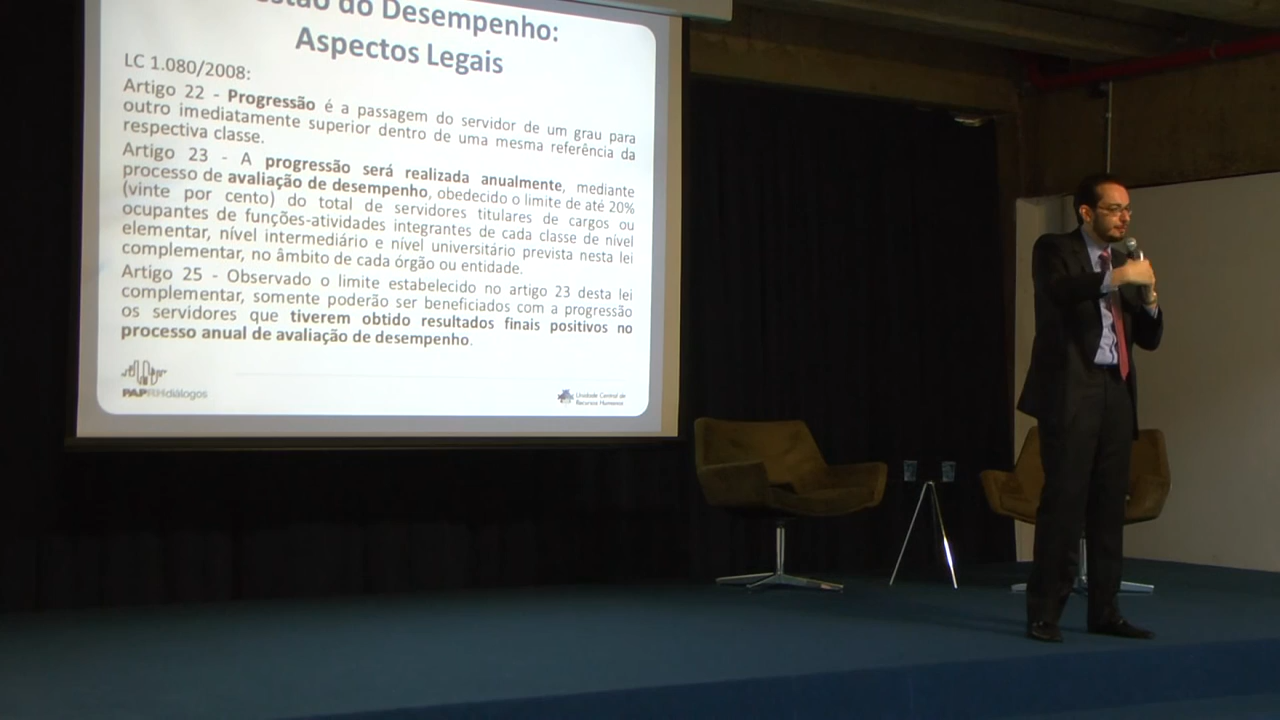 stão do Desempenho:
Aspectos Legais
LC 1.080/2008:
Artigo 22 - Progressão é a passagem do servidor de um grau para
outro imediatamente superior dentro de uma mesma referência da
respectiva classe.
Artigo 23 - A progressão será realizada anualmente, mediante
processo de avaliação de desempenho, obedecido o limite de até 20%
(vinte por cento) do total de servidores titulares de cargos ou
ocupantes de funções-atividades integrantes de cada classe de nível
elementar, nível intermediário e nível universitário prevista nesta lei
complementar, no âmbito de cada órgão ou entidade.
Artigo 25 - Observado o limite estabelecido no artigo 23 desta lei
complementar, somente poderão ser beneficiados com a progressão
os servidores que tiverem obtido resultados finais positivos no
processo anual de avaliação de desempenho.
PAPRHdiálogos
Unidade Central de
Recursos Humanos